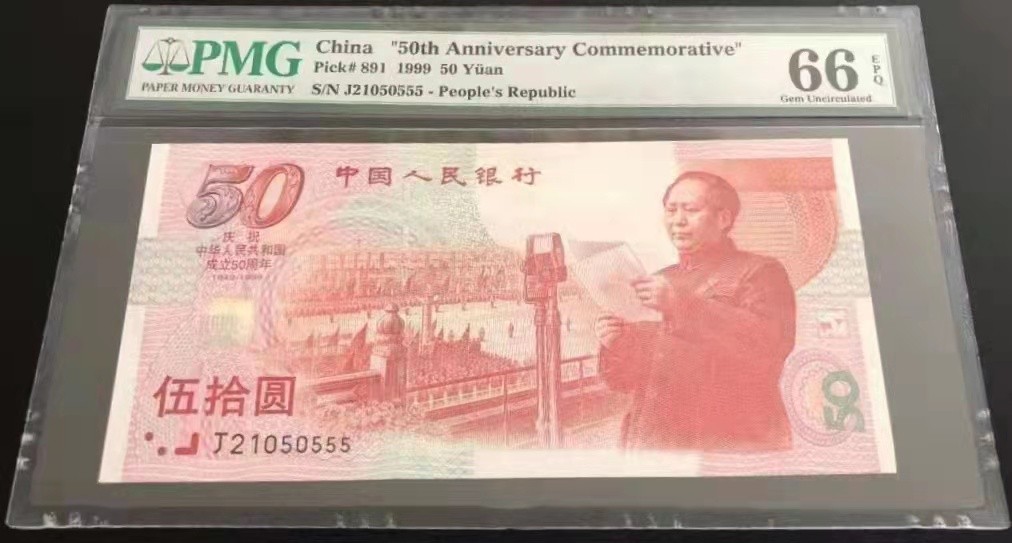 PMG
PAPER MONEY GUARANTY
China "50th Anniversary Commemorative"
Pick# 891 1999 50 Yüan
S/N J21050555 - People's Republic
66
EPQ
Gem Uncirculated
50
中国人民银行
庆祝
中华人民共和国
成立50周年
1949-1999
伍拾圆
J21050555
50